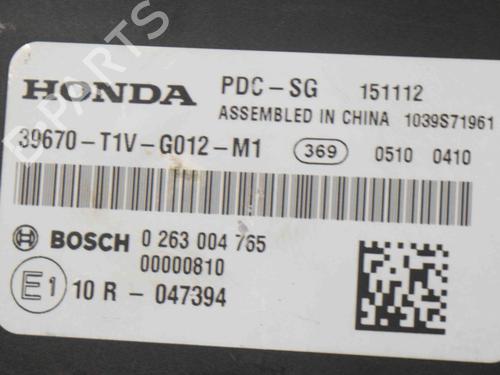 HONDA PDC-SG 151112
ASSEMBLED IN CHINA 1039S71961
39670-T1V-G012-M1 369 0510 0410
BOSCH 0 263 004 765
00000810
E1 10 R - 047394